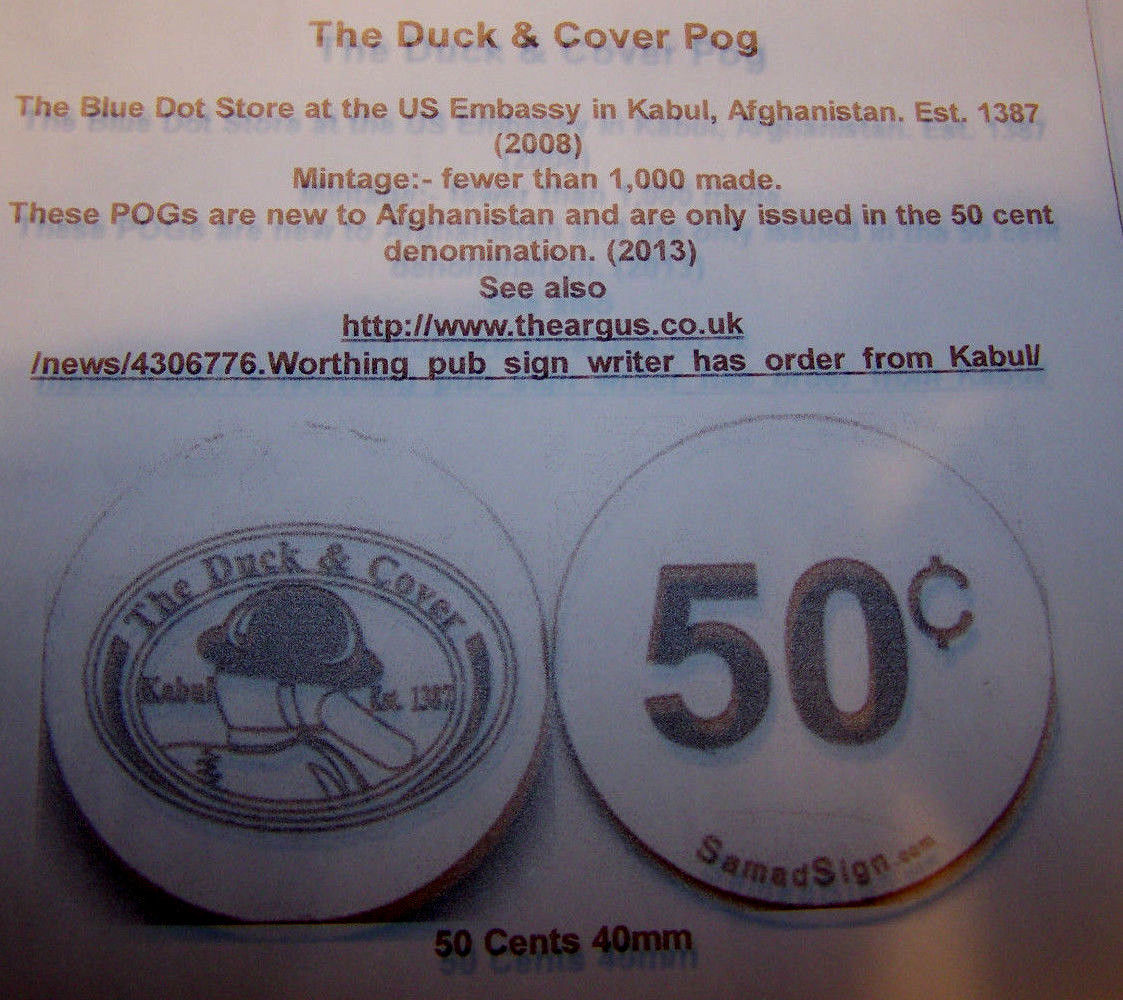 The Duck & Cover Pog
The Blue Dot Store at the US Embassy in Kabul, Afghanistan. Est. 1387
(2008)
Mintage:- fewer than 1,000 made.
These POGs are new to Afghanistan and are only issued in the 50 cent
denomination. (2013)
See also
http://www.theargus.co.uk
/news/4306776.Worthing_pub_sign_writer_has_order_from_Kabul/
The Duck & Cover
Kabul Est. 1387
50¢
SamadSign.com
50 Cents 40mm